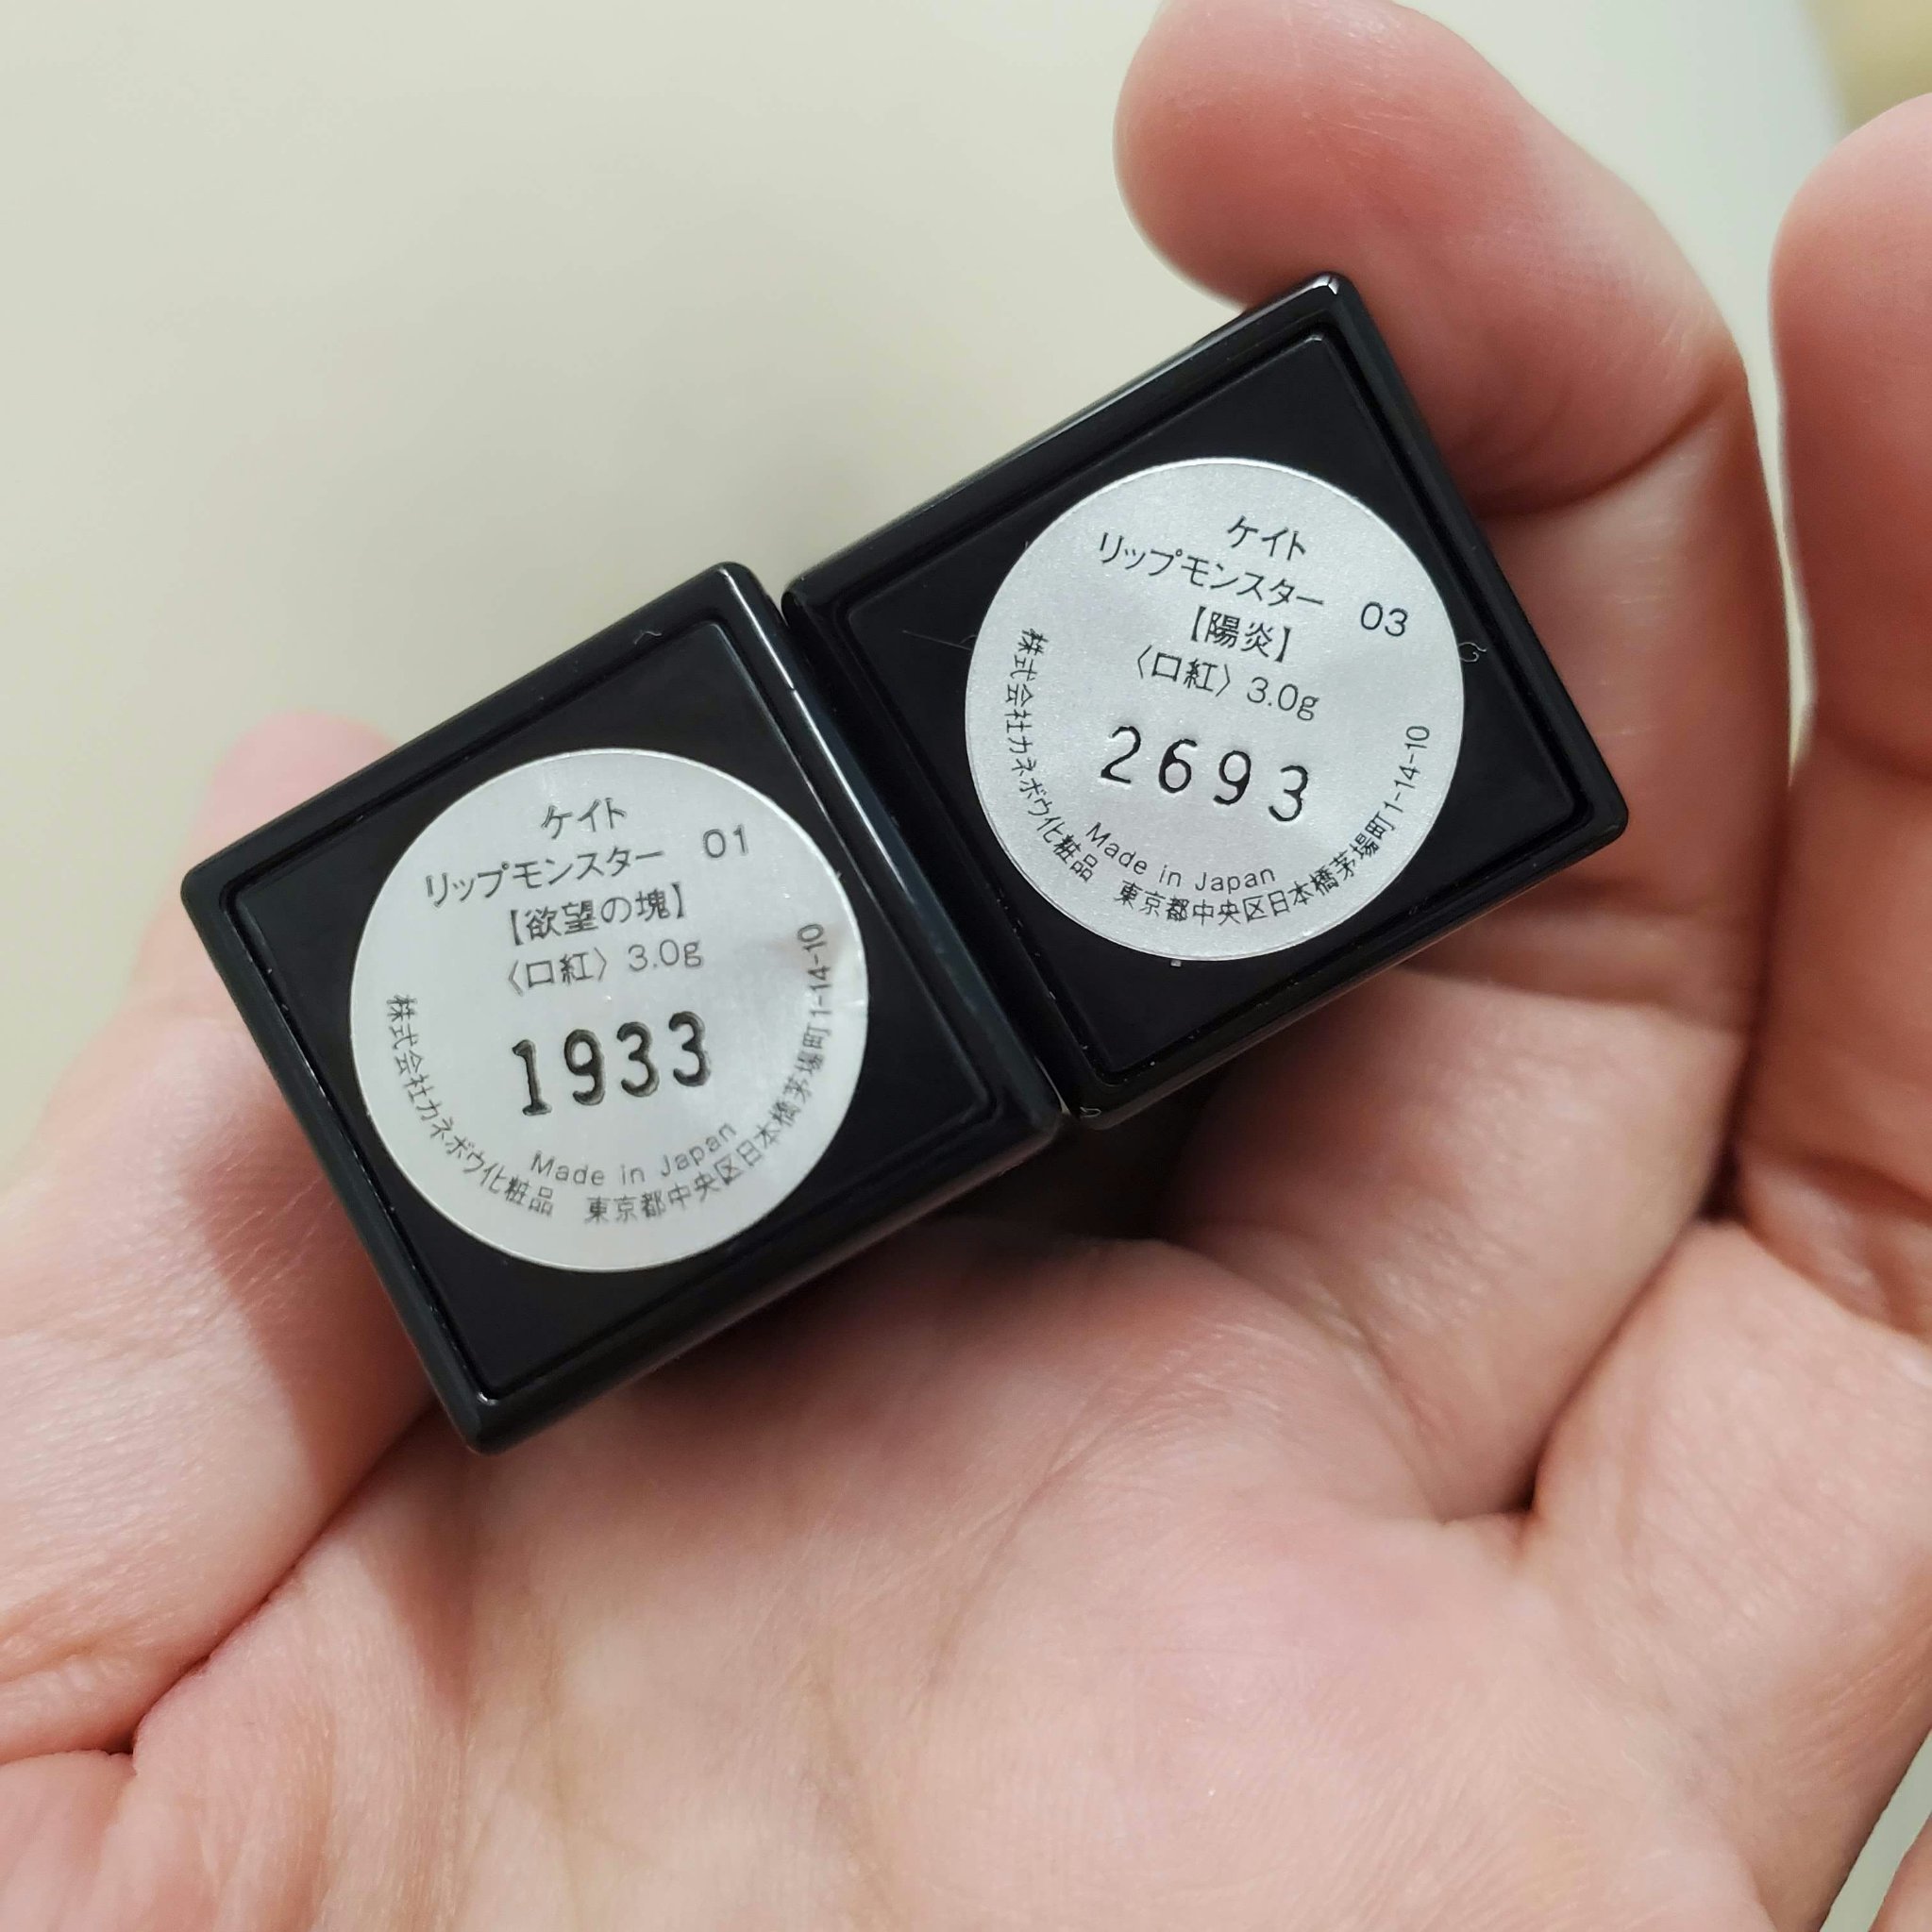 ケイト
リップモンスター 01
【欲望の塊】
〈口紅〉3.0g
1933
Made in Japan
株式会社カネボウ化粧品 東京都中央区日本橋茅場町1-14-10
ケイト
リップモンスター 03
【陽炎】
〈口紅〉3.0g
2693
Made in Japan
株式会社カネボウ化粧品 東京都中央区日本橋茅場町1-14-10